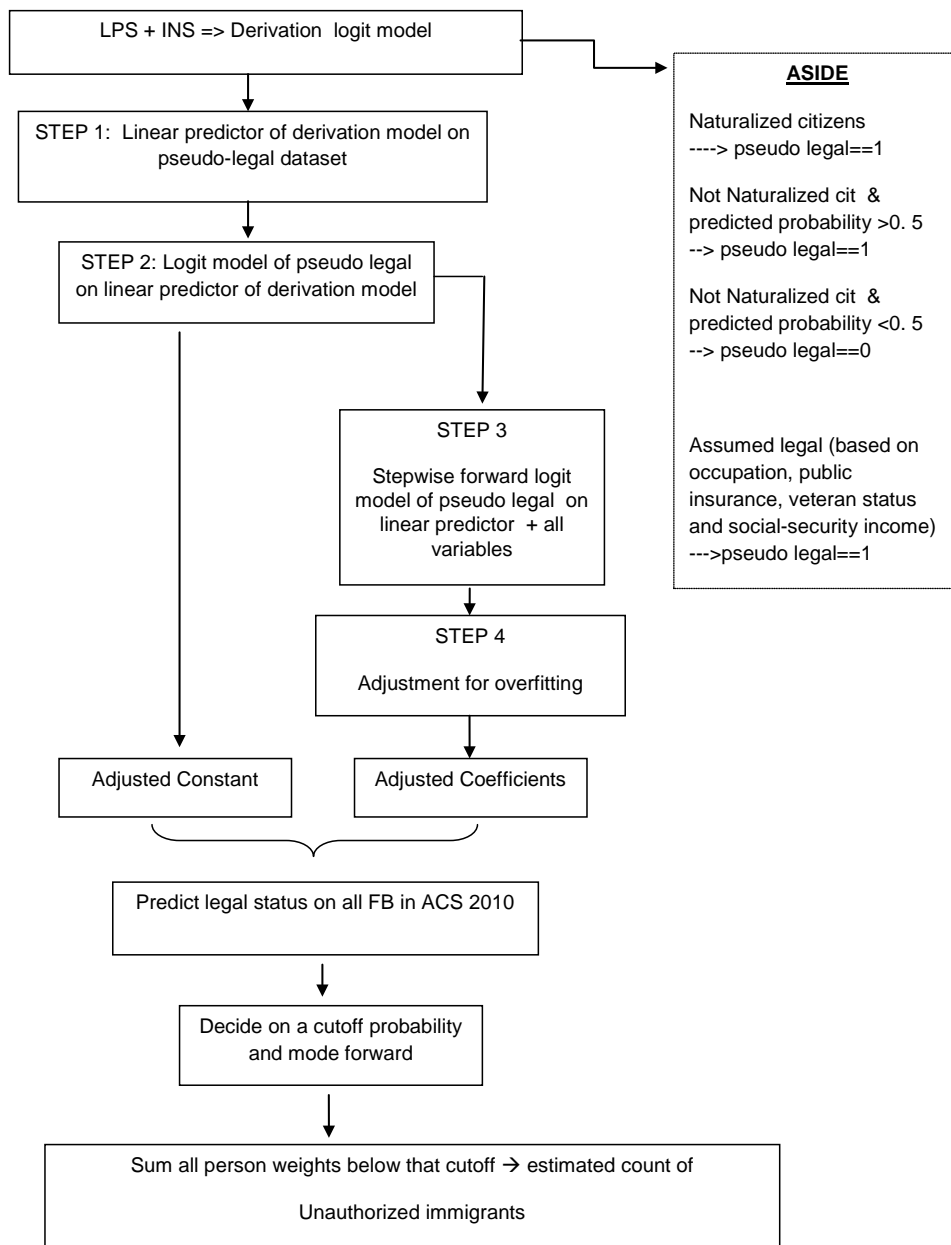 LPS + INS => Derivation logit model
STEP 1: Linear predictor of derivation model on
pseudo-legal dataset
STEP 2: Logit model of pseudo legal
on linear predictor of derivation model
STEP 3
Stepwise forward logit
model of pseudo legal on
linear predictor + all
variables
STEP 4
Adjustment for overfitting
Adjusted Constant
Adjusted Coefficients
Predict legal status on all FB in ACS 2010
Decide on a cutoff probability
and mode forward
Sum all person weights below that cutoff → estimated count of
Unauthorized immigrants
ASIDE
Naturalized citizens
----> pseudo legal==1
Not Naturalized cit &
predicted probability >0. 5
--> pseudo legal==1
Not Naturalized cit &
predicted probability <0. 5
--> pseudo legal==0
Assumed legal (based on
occupation, public
insurance, veteran status
and social-security income)
--->pseudo legal==1